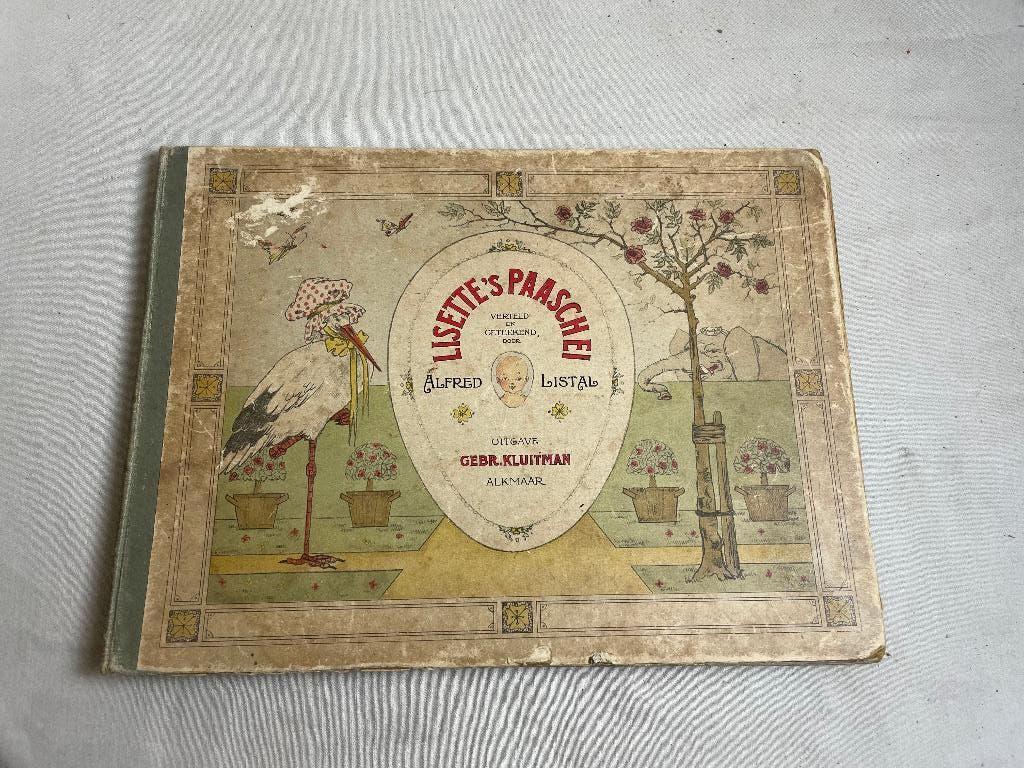 LISETTE'S PAASCHEI
VERTELD
EN
GETEEKEND,
DOOR
ALFRED LISTAL
UITGAVE
GEBR. KLUITMAN
ALKMAAR